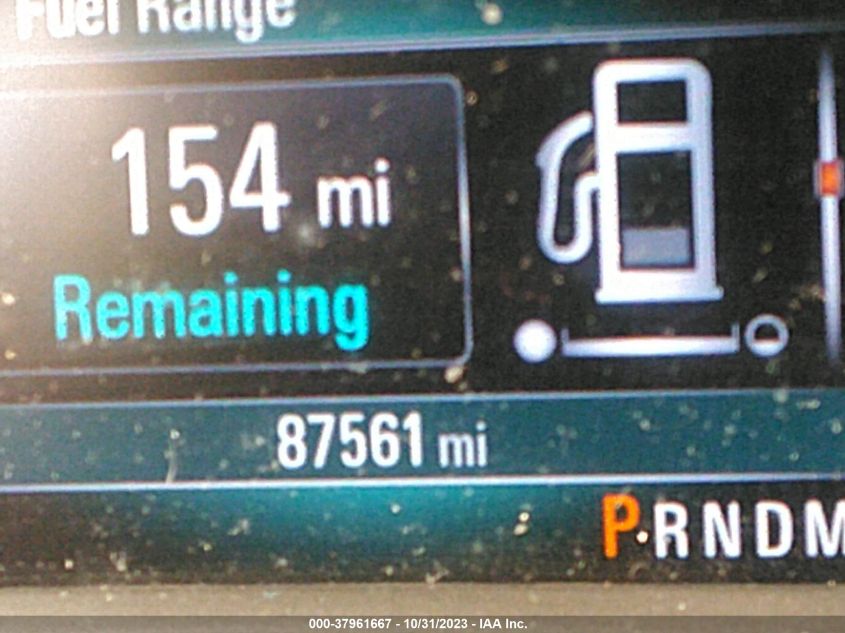 Fuel Range
154 mi
Remaining
87561 mi
PRNDM
000-37961667 - 10/31/2023 - IAA Inc.